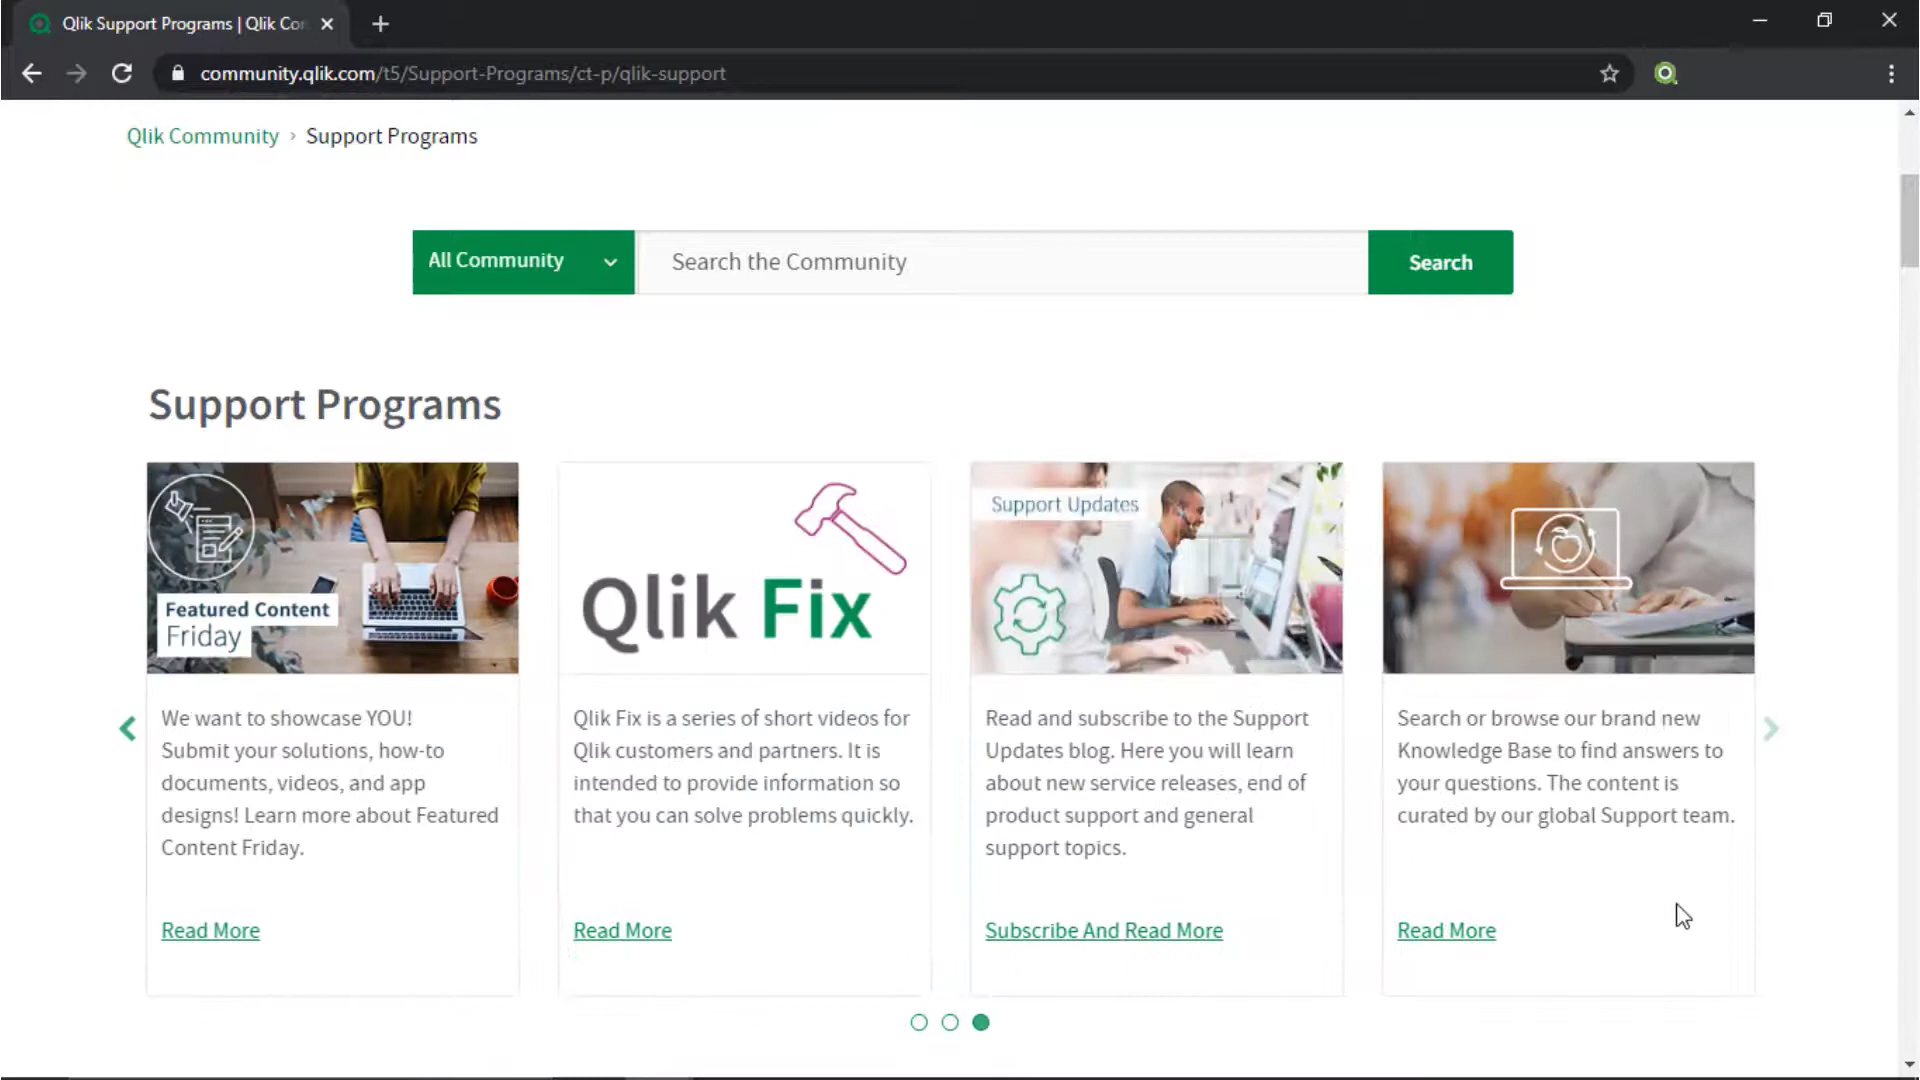 Qlik Support Programs | Qlik Co
community.qlik.com/t5/Support-Programs/ct-p/qlik-support
Qlik Community › Support Programs
All Community
Search the Community
Search
Support Programs
Featured Content
Friday
We want to showcase YOU!
Submit your solutions, how-to
documents, videos, and app
designs! Learn more about Featured
Content Friday.
Read More
Qlik Fix
Qlik Fix is a series of short videos for
Qlik customers and partners. It is
intended to provide information so
that you can solve problems quickly.
Read More
Support Updates
Read and subscribe to the Support
Updates blog. Here you will learn
about new service releases, end of
product support and general
support topics.
Subscribe And Read More
Search or browse our brand new
Knowledge Base to find answers to
your questions. The content is
curated by our global Support team.
Read More